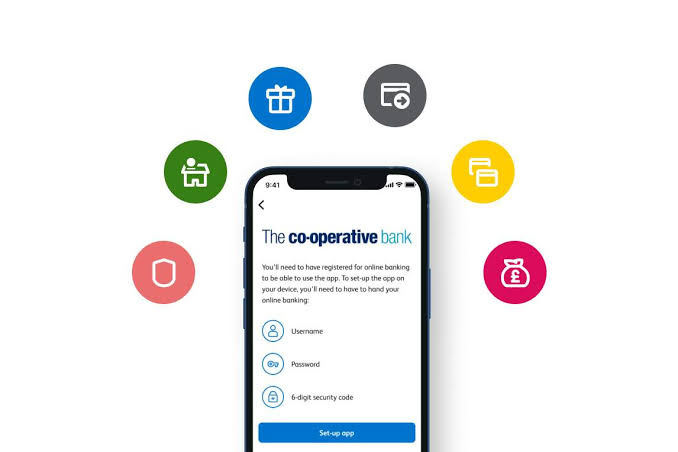 9:41
The co-operative bank
You'll need to have registered for online banking
to be able to use the app. To set-up the app on
your device, you'll need to have to hand your
online banking:
Username
Password
6-digit security code
Set-up app
£